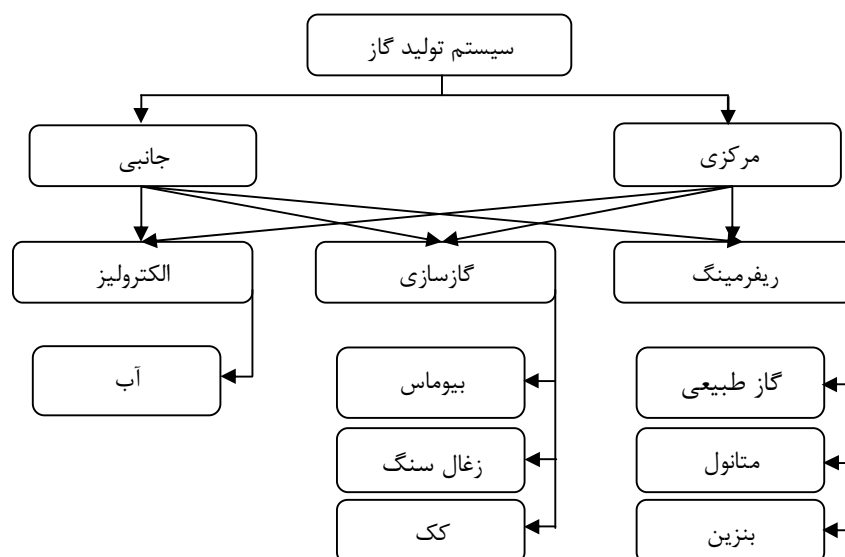 سیستم تولید گاز
مرکزی
جانبی
ریفرمینگ
گازسازی
الکترولیز
گاز طبیعی
بیوماس
آب
متانول
زغال سنگ
بنزین
کک